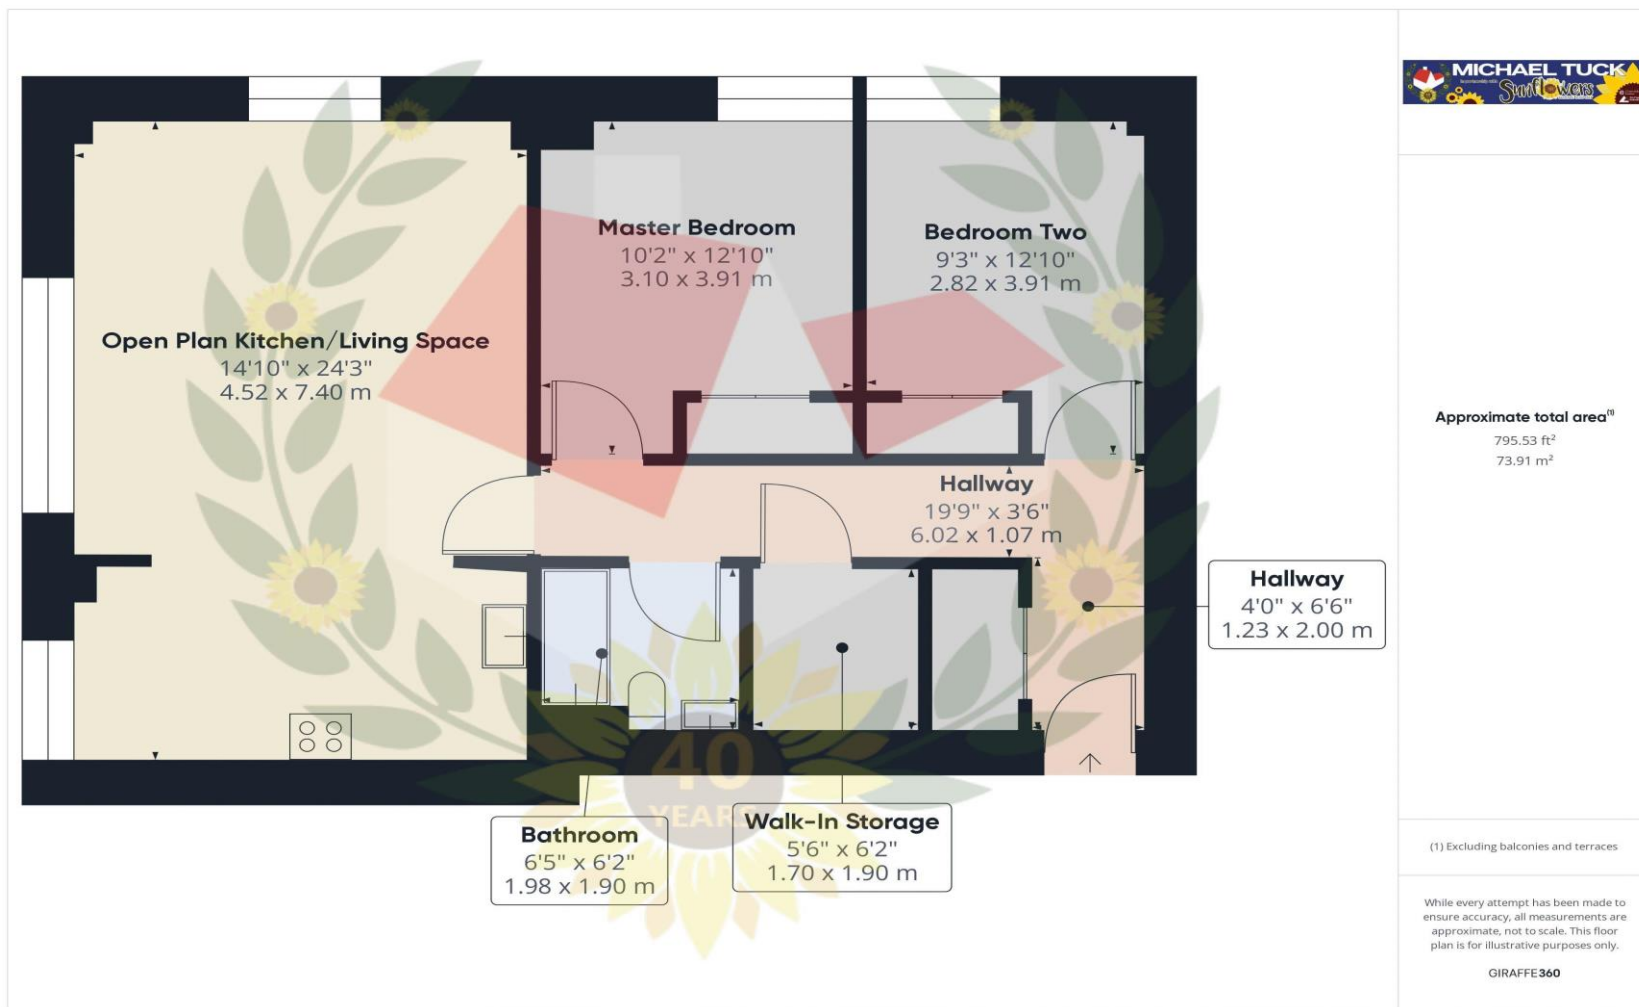 MICHAEL TUCK
Sunflowers
Master Bedroom
10'2" x 12'10"
3.10 x 3.91 m
Bedroom Two
9'3" x 12'10"
2.82 x 3.91 m
Open Plan Kitchen/Living Space
14'10" x 24'3"
4.52 x 7.40 m
Hallway
19'9" x 3'6"
6.02 x 1.07 m
Hallway
4'0" x 6'6"
1.23 x 2.00 m
40
YEARS
Bathroom
6'5" x 6'2"
1.98 x 1.90 m
Walk-In Storage
5'6" x 6'2"
1.70 x 1.90 m
Approximate total area(1)
795.53 ft²
73.91 m²
(1) Excluding balconies and terraces
While every attempt has been made to
ensure accuracy, all measurements are
approximate, not to scale. This floor
plan is for illustrative purposes only.
GIRAFFE360